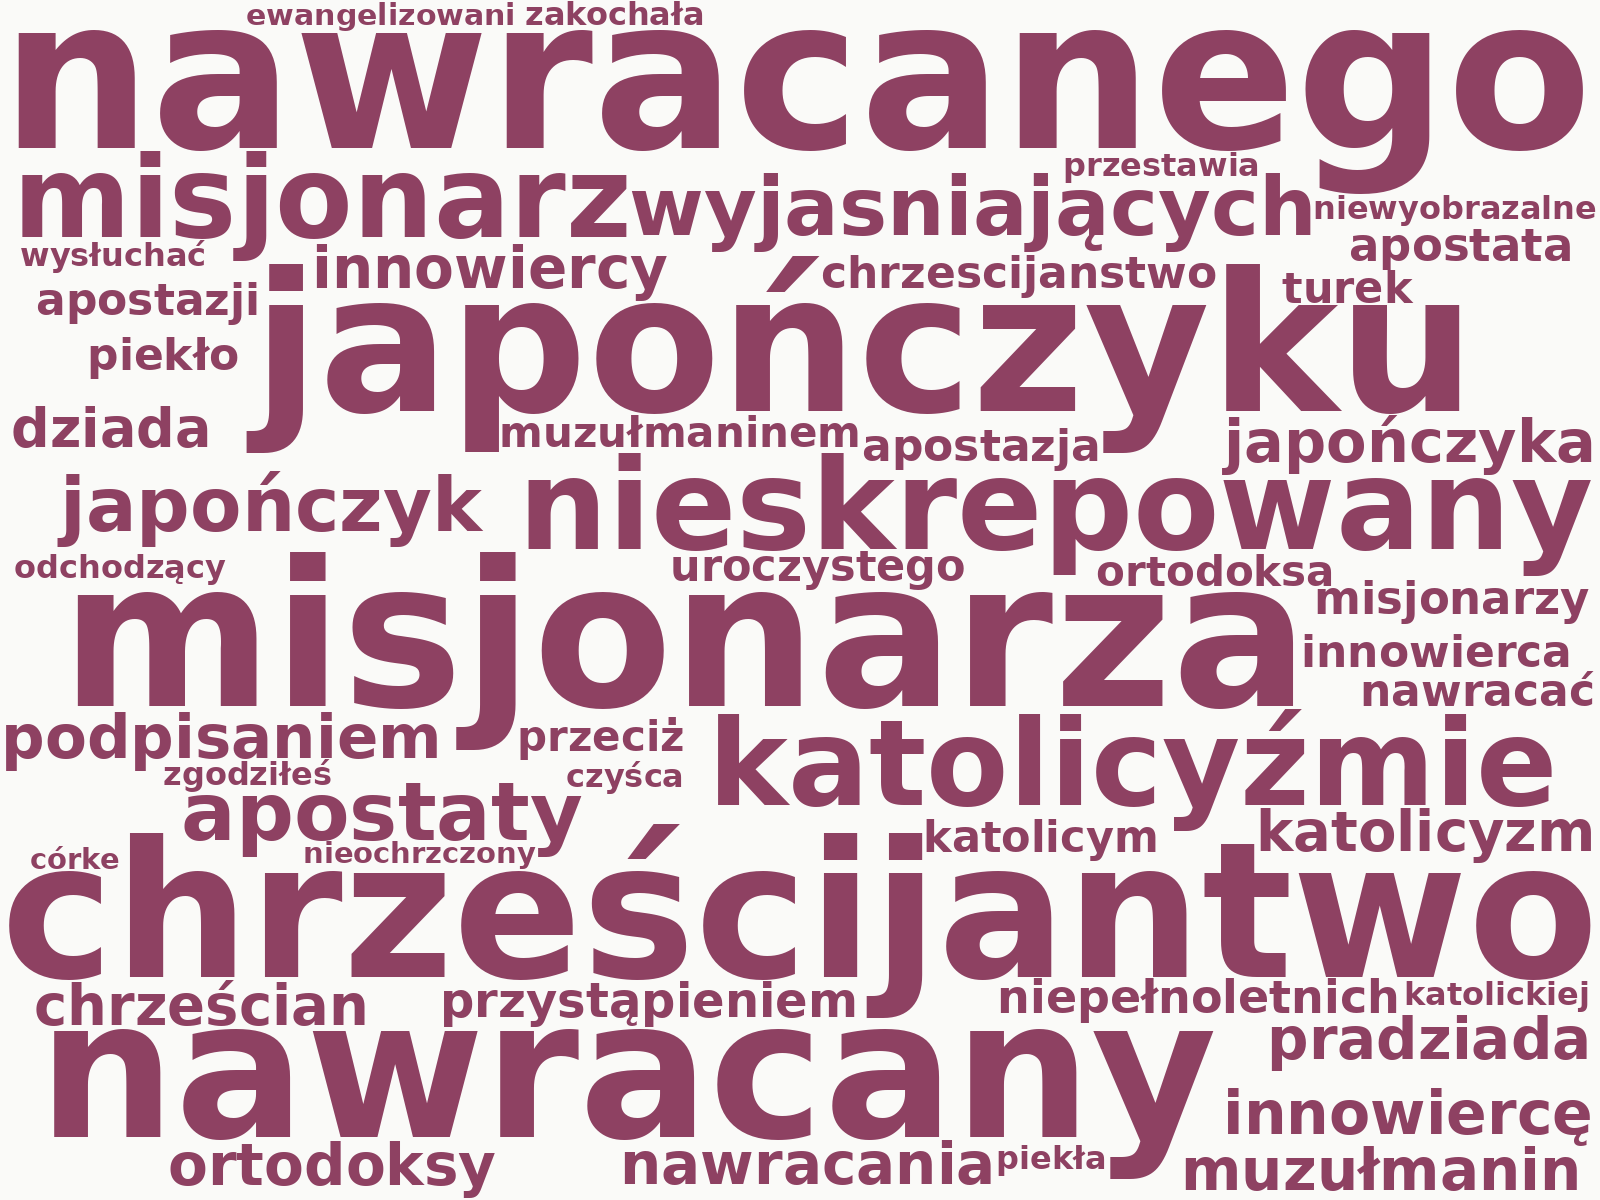 ewangelizowani zakochała
nawracanego
przestawia
misjonarz wyjasniających niewyobrazalne
wysłuchać innowiercy chrzescijanstwo apostata
apostazji japończyku turek
piekło
dziada muzułmaninem apostazja japończyka
japończyk nieskrepowany
odchodzący uroczystego ortodoksa
misjonarza misjonarzy
innowierca
nawracać
podpisaniem przeciż katolicyźmie
zgodziłeś czyśca
apostaty katolicym katolicyzm
córke nieochrzczony
chrześcijantwo
chrześcian przystąpieniem niepełnoletnich katolickiej
nawracany pradziada
innowiercę
ortodoksy nawracania piekła muzułmanin